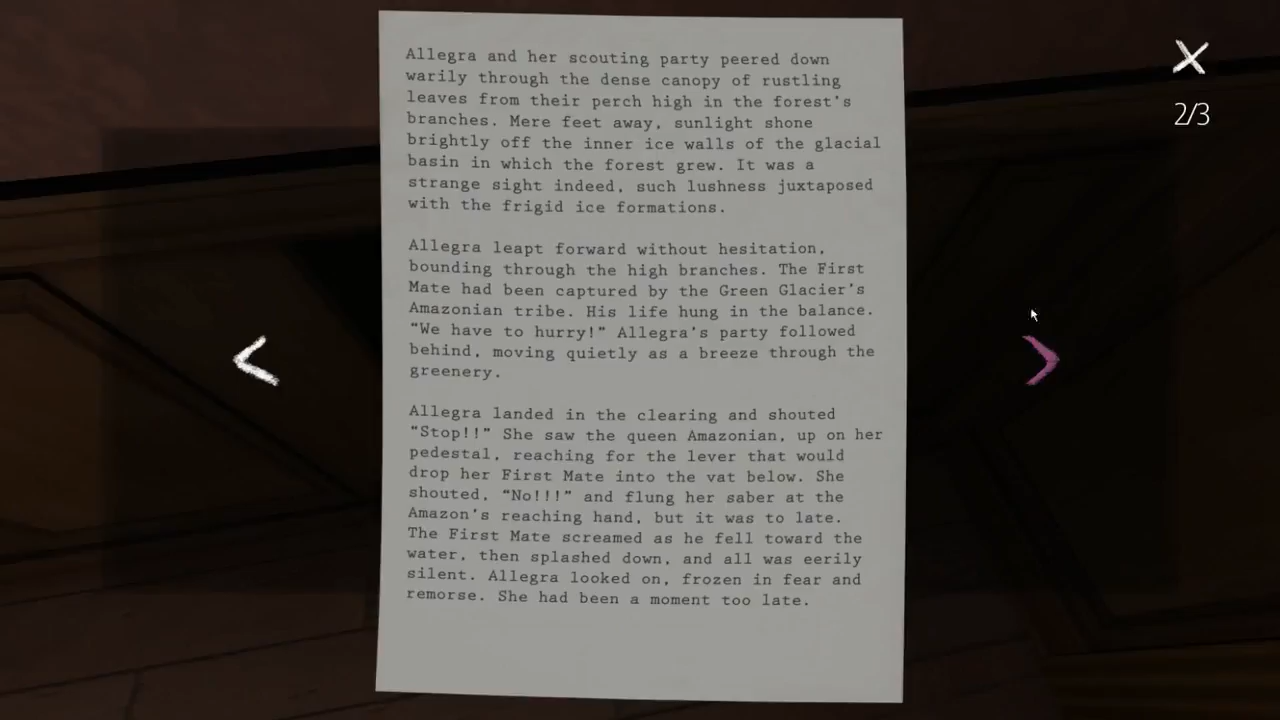 Allegra and her scouting party peered down
warily through the dense canopy of rustling
leaves from their perch high in the forest's
branches. Mere feet away, sunlight shone
brightly off the inner ice walls of the glacial
basin in which the forest grew. It was a
strange sight indeed, such lushness juxtaposed
with the frigid ice formations.
Allegra leapt forward without hesitation,
bounding through the high branches. The First
Mate had been captured by the Green Glacier's
Amazonian tribe. His life hung in the balance.
"We have to hurry!" Allegra's party followed
behind, moving quietly as a breeze through the
greenery.
Allegra landed in the clearing and shouted
"Stop!!" She saw the queen Amazonian, up on her
pedestal, reaching for the lever that would
drop her First Mate into the vat below. She
shouted, "No!!!" and flung her saber at the
Amazon's reaching hand, but it was to late.
The First Mate screamed as he fell toward the
water, then splashed down, and all was eerily
silent. Allegra looked on, frozen in fear and
remorse. She had been a moment too late.
2/3